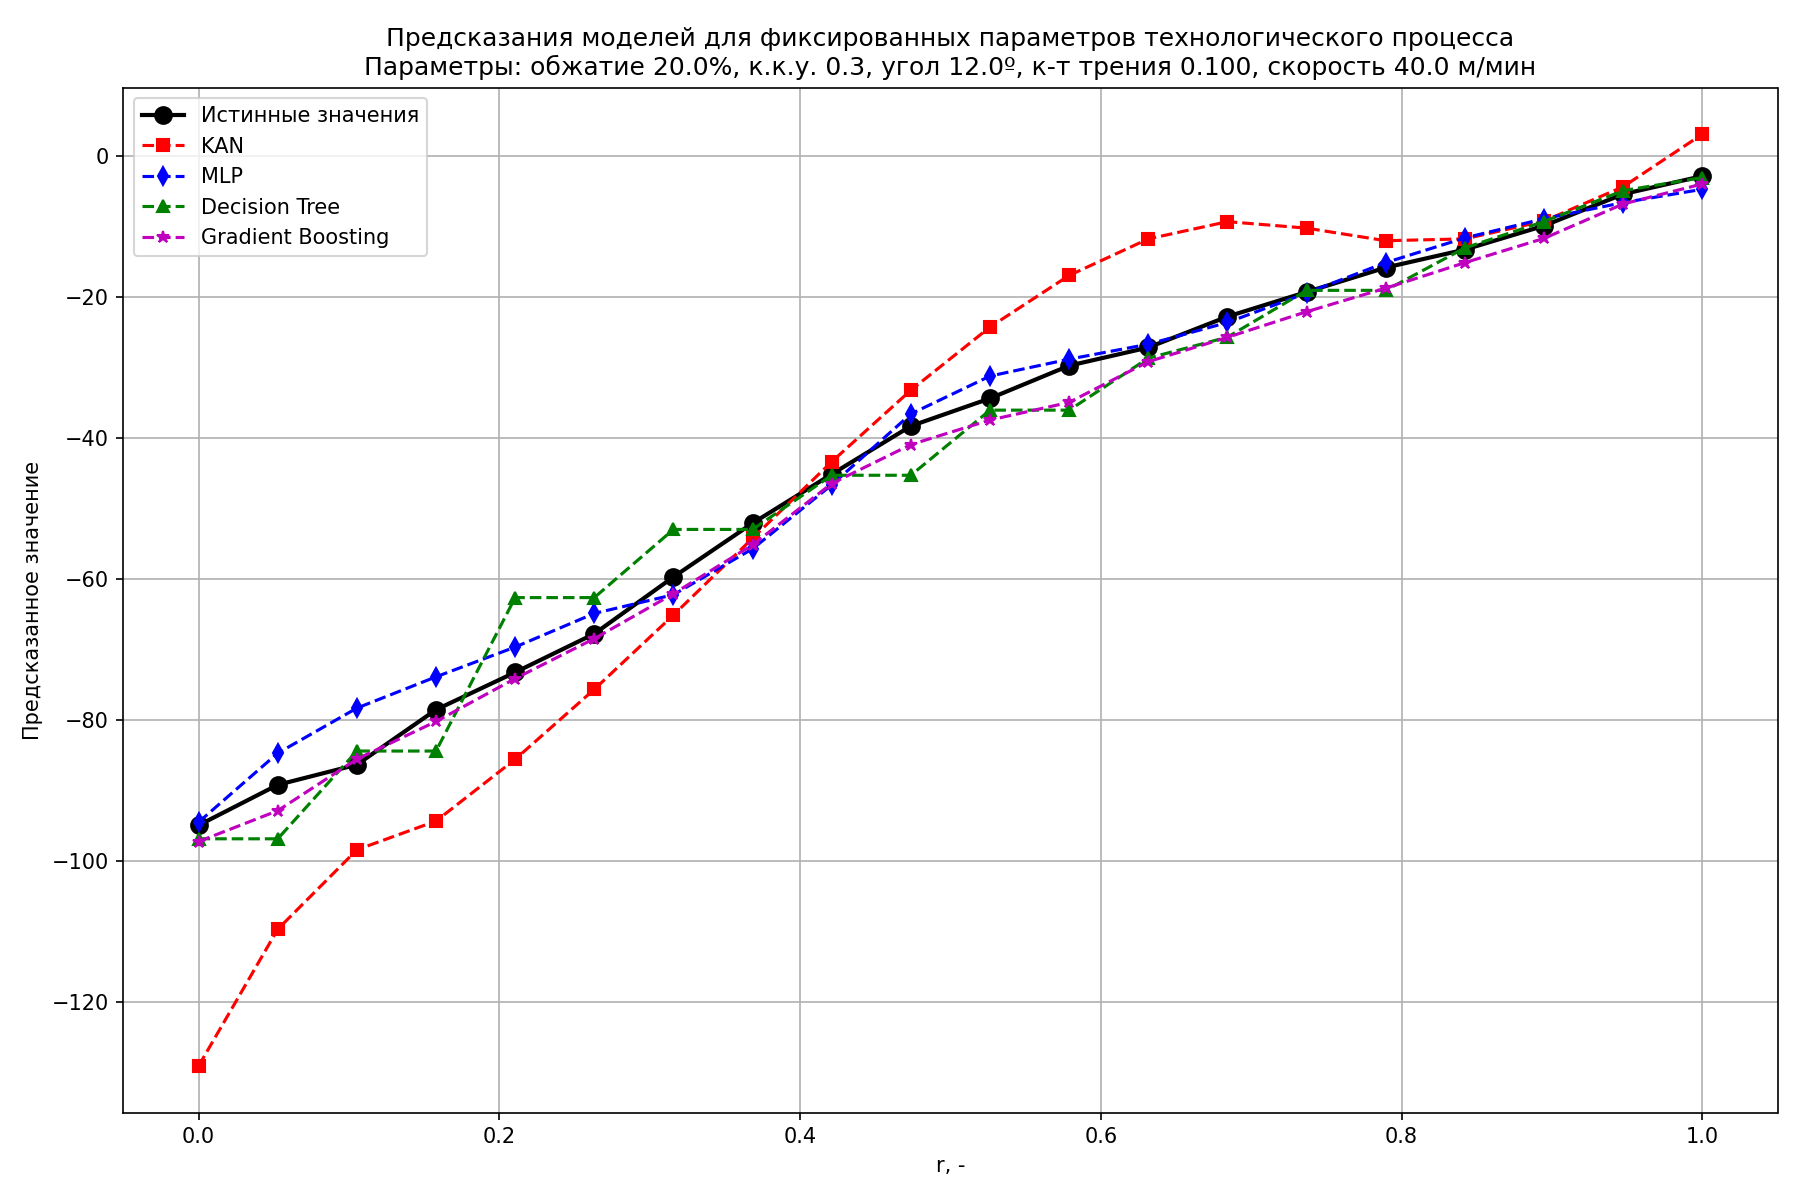 Предсказания моделей для фиксированных параметров технологического процесса
Параметры: обжатие 20.0%, к.к.у. 0.3, угол 12.0º, к-т трения 0.100, скорость 40.0 м/мин
Истинные значения
KAN
MLP
Decision Tree
Gradient Boosting
Предсказанное значение
0
−20
−40
−60
−80
−100
−120
0.0 0.2 0.4 0.6 0.8 1.0
r, -